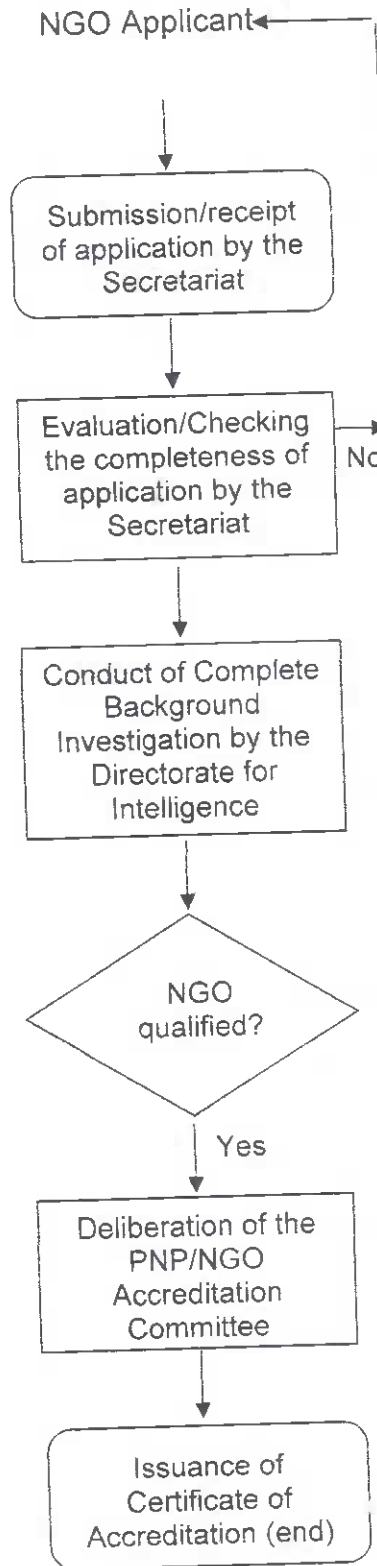 NGO Applicant
Submission/receipt
of application by the
Secretariat
Evaluation/Checking
the completeness of
application by the
Secretariat
No
Conduct of Complete
Background
Investigation by the
Directorate for
Intelligence
NGO
qualified?
Yes
Deliberation of the
PNP/NGO
Accreditation
Committee
Issuance of
Certificate of
Accreditation (end)